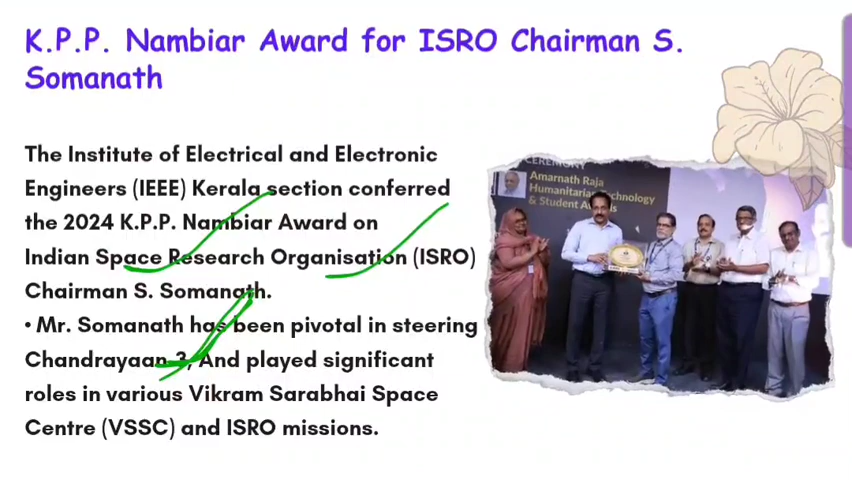 K.P.P. Nambiar Award for ISRO Chairman S.
Somanath
The Institute of Electrical and Electronic
Engineers (IEEE) Kerala section conferred
the 2024 K.P.P. Nambiar Award on
Indian Space Research Organisation (ISRO)
Chairman S. Somanath.
• Mr. Somanath has been pivotal in steering
Chandrayaan 3, And played significant
roles in various Vikram Sarabhai Space
Centre (VSSC) and ISRO missions.
CEREMONY
Amarnath Raja
Humanitarian Technology
& Student Awards